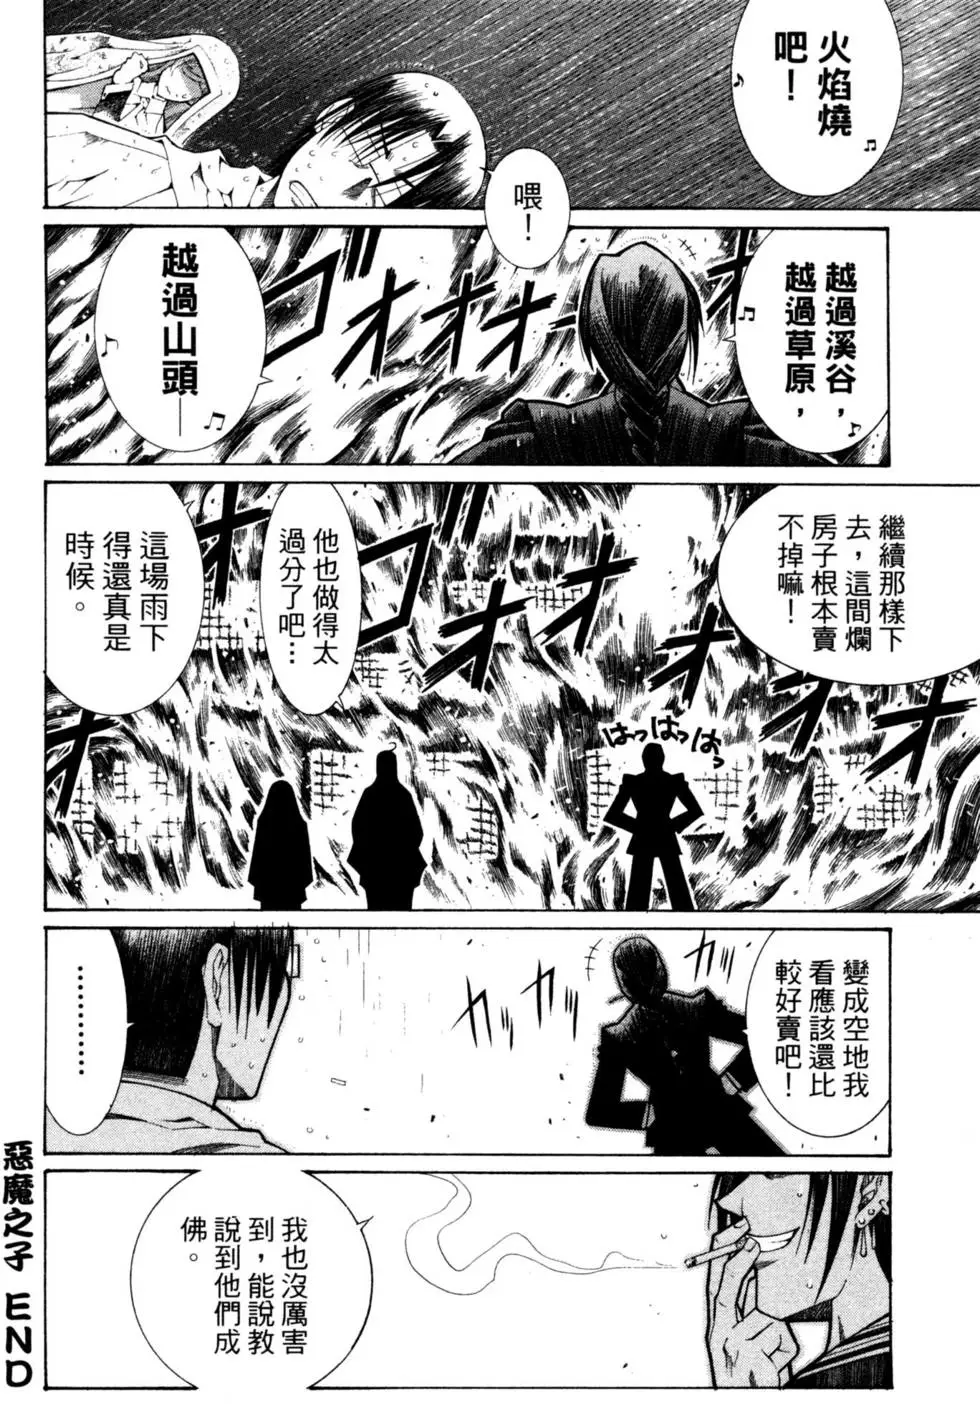 火焰燒
吧！
喂！
越過溪谷，
越過草原，
越過山頭——
ゴオオオオ
繼續那樣下
去，這間爛
房子根本賣
不掉嘛！
他也做得太
過分了吧…
這場雨下
得還真是
時候。
はっはっはっ
變成空地我
看應該還比
較好賣吧！
…………
我也沒厲害
到，能說教
說到他們成
佛。
惡魔之子 END